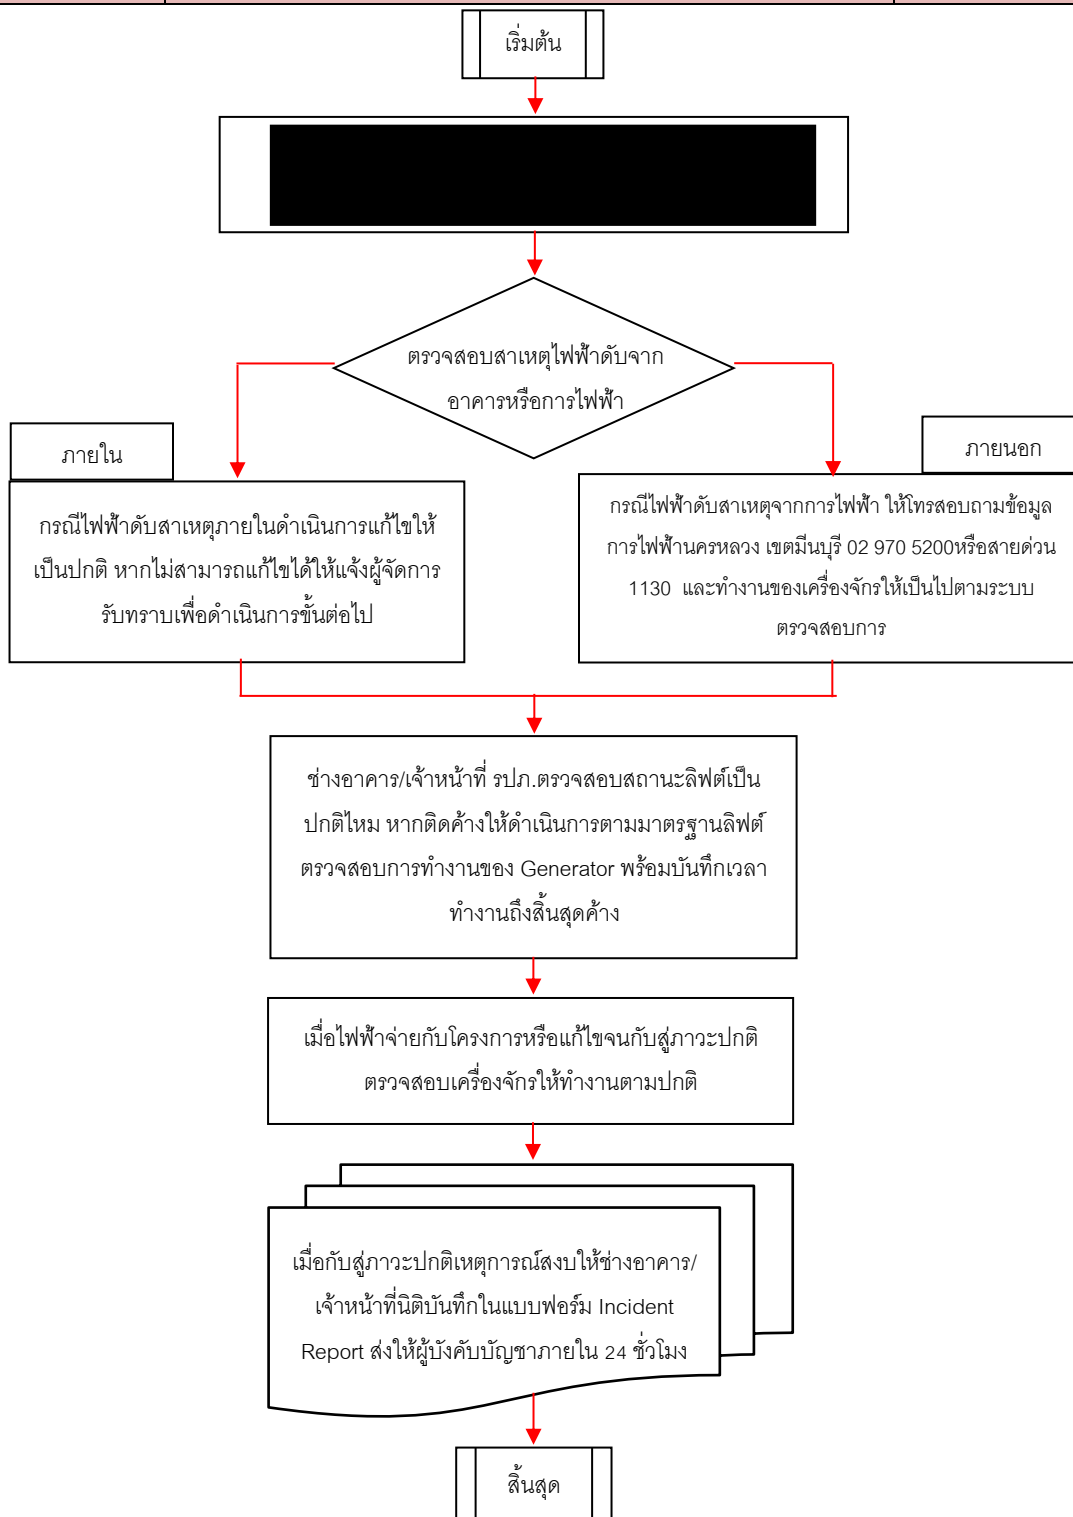 เริ่มต้น
ตรวจสอบสาเหตุไฟฟ้าดับจาก
อาคารหรือการไฟฟ้า
ภายใน
ภายนอก
กรณีไฟฟ้าดับสาเหตุภายในดำเนินการแก้ไขให้
เป็นปกติ หากไม่สามารถแก้ไขได้ให้แจ้งผู้จัดการ
รับทราบเพื่อดำเนินการขั้นต่อไป
กรณีไฟฟ้าดับสาเหตุจากการไฟฟ้า ให้โทรสอบถามข้อมูล
การไฟฟ้านครหลวง เขตมีนบุรี 02 970 5200หรือสายด่วน
1130 และทำงานของเครื่องจักรให้เป็นไปตามระบบ
ตรวจสอบการ
ช่างอาคาร/เจ้าหน้าที่ รปภ.ตรวจสอบสถานะลิฟต์เป็น
ปกติไหม หากติดค้างให้ดำเนินการตามมาตรฐานลิฟต์
ตรวจสอบการทำงานของ Generator พร้อมบันทึกเวลา
ทำงานถึงสิ้นสุดค้าง
เมื่อไฟฟ้าจ่ายกับโครงการหรือแก้ไขจนกับสู่ภาวะปกติ
ตรวจสอบเครื่องจักรให้ทำงานตามปกติ
เมื่อกับสู่ภาวะปกติเหตุการณ์สงบให้ช่างอาคาร/
เจ้าหน้าที่นิติบันทึกในแบบฟอร์ม Incident
Report ส่งให้ผู้บังคับบัญชาภายใน 24 ชั่วโมง
สิ้นสุด